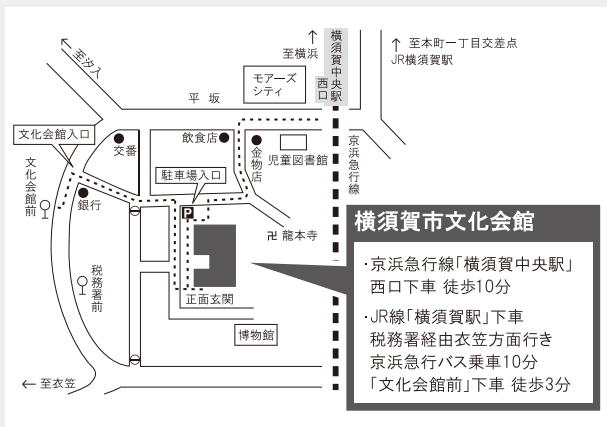 至汐入
至横浜
横須賀中央駅
西口
至本町一丁目交差点
JR横須賀駅
モアーズ
シティ
平坂
文化会館入口
交番
飲食店
金物店
児童図書館
京浜急行線
文化会館前
駐車場入口
銀行
P
龍本寺
税務署前
正面玄関
博物館
至衣笠
横須賀市文化会館
・京浜急行線「横須賀中央駅」
西口下車 徒歩10分
・JR線「横須賀駅」下車
税務署経由衣笠方面行き
京浜急行バス乗車10分
「文化会館前」下車 徒歩3分